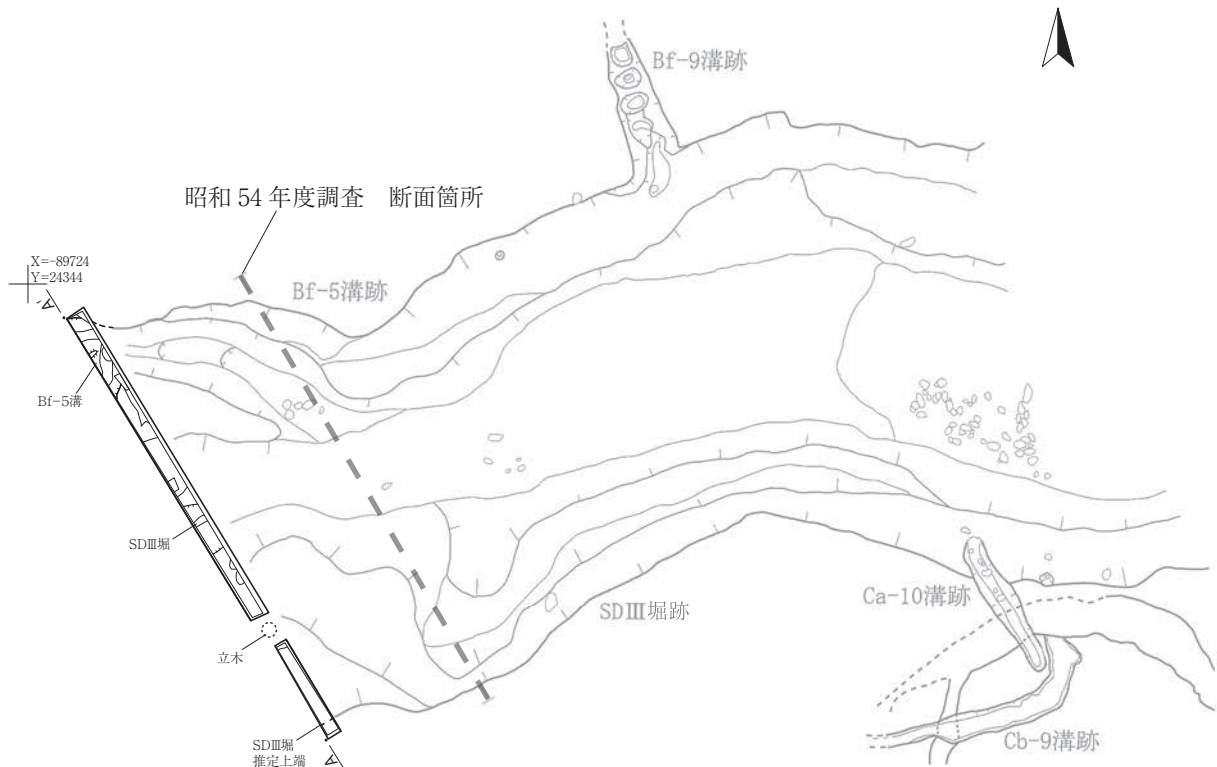 Bf-9溝跡
昭和 54 年度調査　断面箇所
X=-89724
Y=24344
A'
Bf-5溝跡
Bf-5溝
SDⅢ堀
Ca-10溝跡
SDⅢ堀跡
立木
Cb-9溝跡
SDⅢ堀
推定上端
A